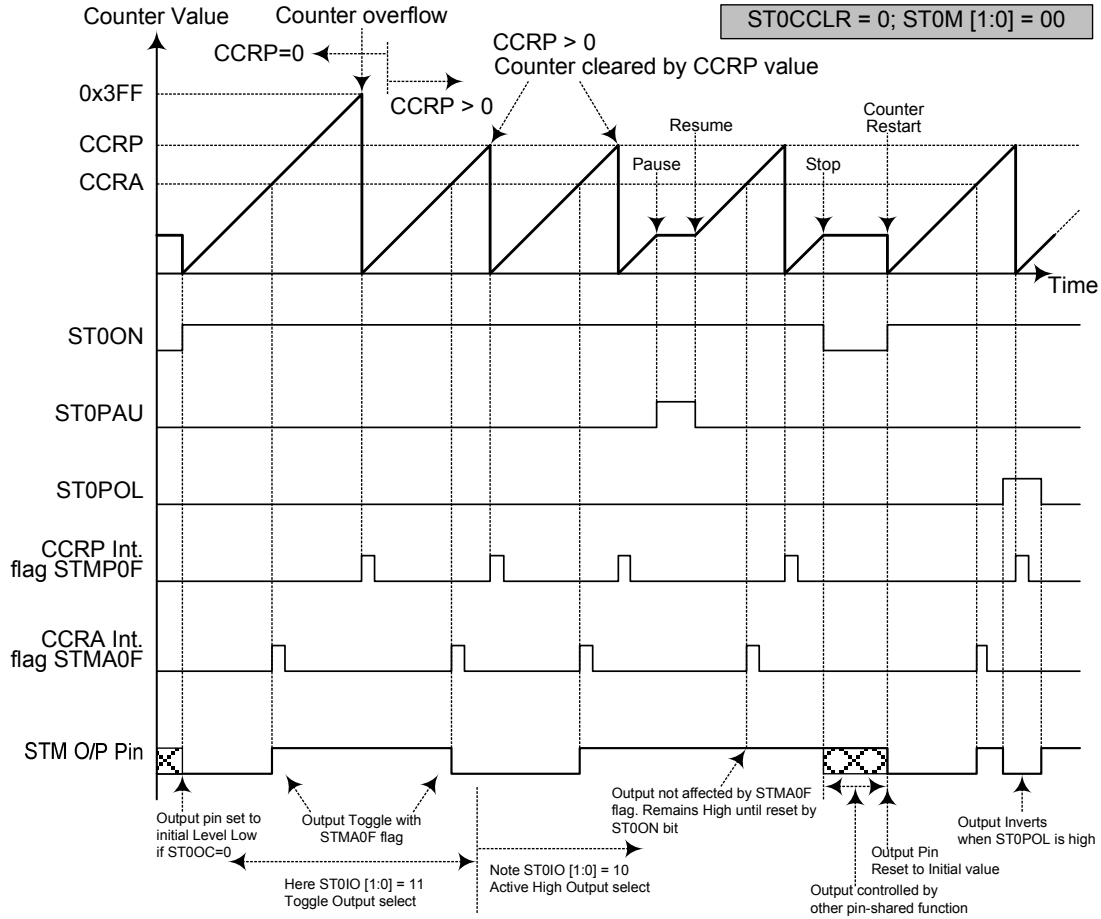 Counter Value
Counter overflow
ST0CCLR = 0; ST0M [1:0] = 00
CCRP=0
CCRP > 0
CCRP > 0
Counter cleared by CCRP value
0x3FF
CCRP
CCRA
Pause
Resume
Stop
Counter
Restart
Time
ST0ON
ST0PAU
ST0POL
CCRP Int.
flag STMP0F
CCRA Int.
flag STMA0F
STM O/P Pin
Output pin set to
initial Level Low
if ST0OC=0
Output Toggle with
STMA0F flag
Here ST0IO [1:0] = 11
Toggle Output select
Note ST0IO [1:0] = 10
Active High Output select
Output not affected by STMA0F
flag. Remains High until reset by
ST0ON bit
Output controlled by
other pin-shared function
Output Pin
Reset to Initial value
Output Inverts
when ST0POL is high